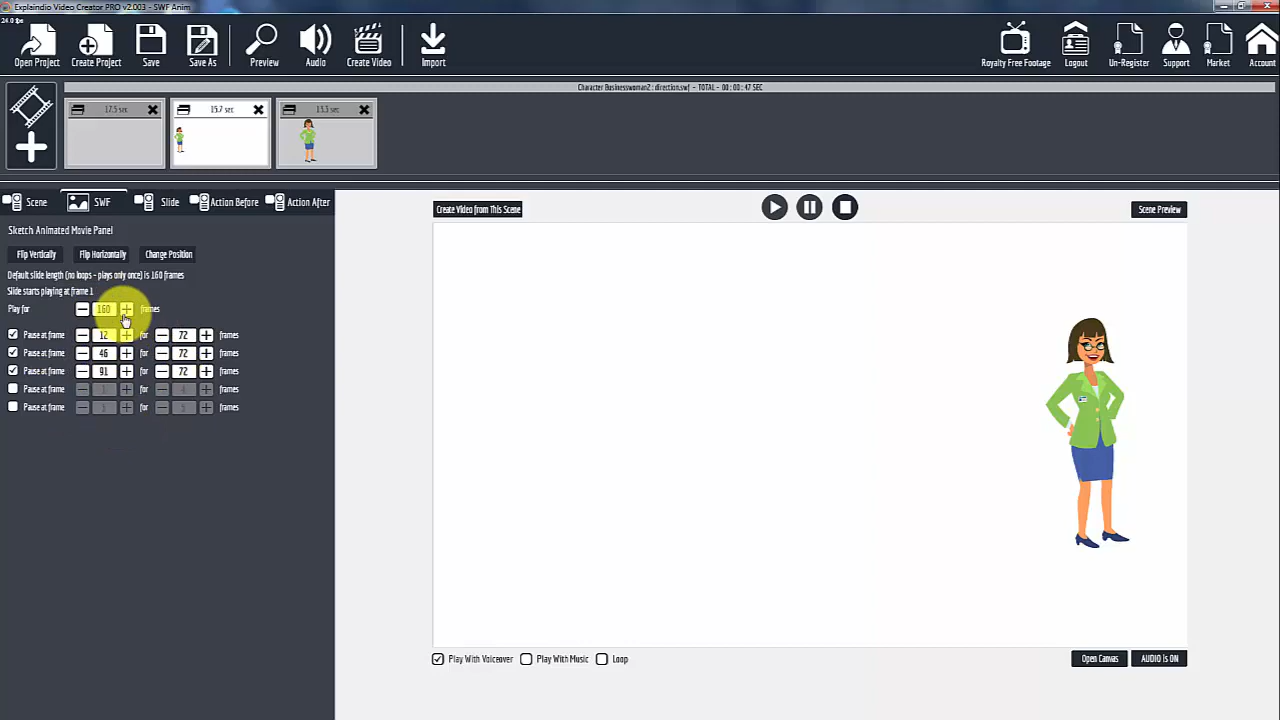 Explaindio Video Creator PRO v2.003 - SWF Anim
24.0 fps
Open Project
Create Project
Save
Save As
Preview
Audio
Create Video
Import
Royalty Free Footage
Logout
Un-Register
Support
Market
Account
Character Businesswoman2 : direction.swf - TOTAL - 00 : 00 : 47 SEC
17.5 sec
15.7 sec
13.3 sec
Scene
SWF
Slide
Action Before
Action After
Sketch Animated Movie Panel
Flip Vertically
Flip Horizontally
Change Position
Default slide length (no loops - plays only once) is 160 frames
Slide starts playing at frame 1
Play for 160 frames
Pause at frame 12 for 72 frames
Pause at frame 46 for 72 frames
Pause at frame 91 for 72 frames
Pause at frame for frames
Pause at frame for frames
Create Video from This Scene
Scene Preview
Play With Voiceover
Play With Music
Loop
Open Canvas
AUDIO is ON